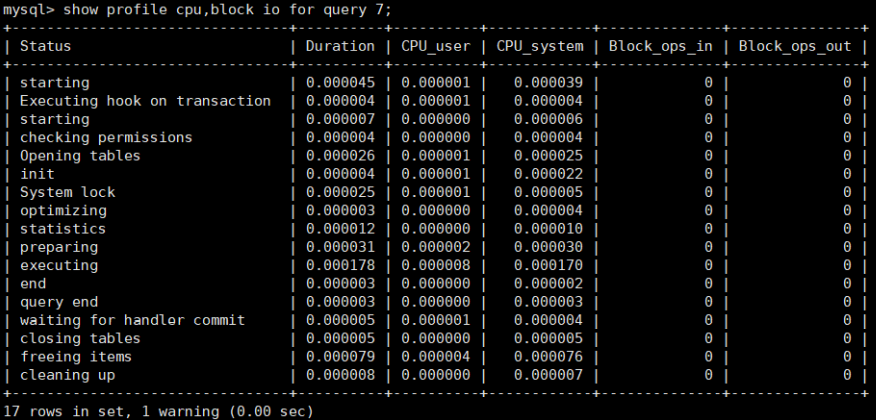 mysql> show profile cpu,block io for query 7;
+--------------------------------+----------+----------+------------+--------------+---------------+
| Status                         | Duration | CPU_user | CPU_system | Block_ops_in | Block_ops_out |
+--------------------------------+----------+----------+------------+--------------+---------------+
| starting                       | 0.000045 | 0.000001 |   0.000039 |            0 |             0 |
| Executing hook on transaction  | 0.000004 | 0.000001 |   0.000004 |            0 |             0 |
| starting                       | 0.000007 | 0.000000 |   0.000006 |            0 |             0 |
| checking permissions           | 0.000004 | 0.000000 |   0.000004 |            0 |             0 |
| Opening tables                 | 0.000026 | 0.000001 |   0.000025 |            0 |             0 |
| init                           | 0.000004 | 0.000001 |   0.000022 |            0 |             0 |
| System lock                    | 0.000025 | 0.000001 |   0.000005 |            0 |             0 |
| optimizing                     | 0.000003 | 0.000000 |   0.000004 |            0 |             0 |
| statistics                     | 0.000012 | 0.000000 |   0.000010 |            0 |             0 |
| preparing                      | 0.000031 | 0.000002 |   0.000030 |            0 |             0 |
| executing                      | 0.000178 | 0.000008 |   0.000170 |            0 |             0 |
| end                            | 0.000003 | 0.000000 |   0.000002 |            0 |             0 |
| query end                      | 0.000003 | 0.000000 |   0.000003 |            0 |             0 |
| waiting for handler commit     | 0.000005 | 0.000001 |   0.000004 |            0 |             0 |
| closing tables                 | 0.000005 | 0.000000 |   0.000005 |            0 |             0 |
| freeing items                  | 0.000079 | 0.000004 |   0.000076 |            0 |             0 |
| cleaning up                    | 0.000008 | 0.000000 |   0.000007 |            0 |             0 |
+--------------------------------+----------+----------+------------+--------------+---------------+
17 rows in set, 1 warning (0.00 sec)